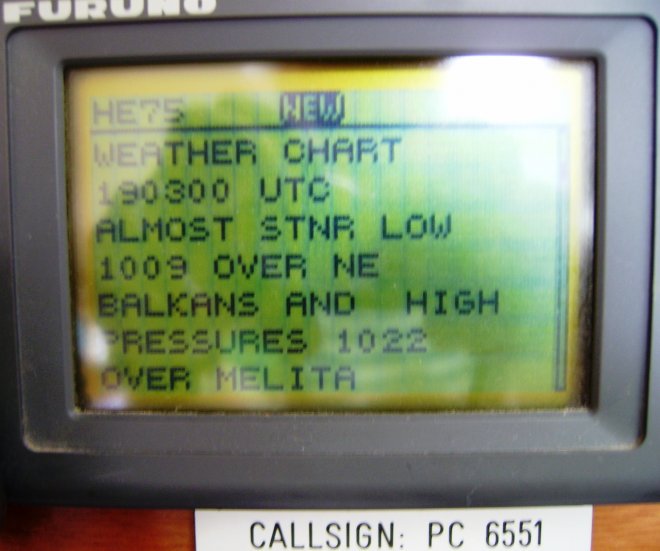 FURUNO
HE75 NEW
WEATHER CHART
190300 UTC
ALMOST STNR LOW
1009 OVER NE
BALKANS AND HIGH
PRESSURES 1022
OVER MELITA
CALLSIGN: PC 6551